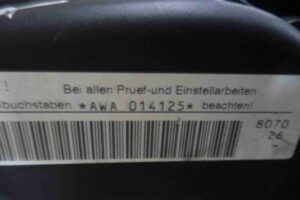 !
Bei allen Pruef-und Einstellarbeiten
buchstaben *AWA 014125* beachten!
8070
26
-